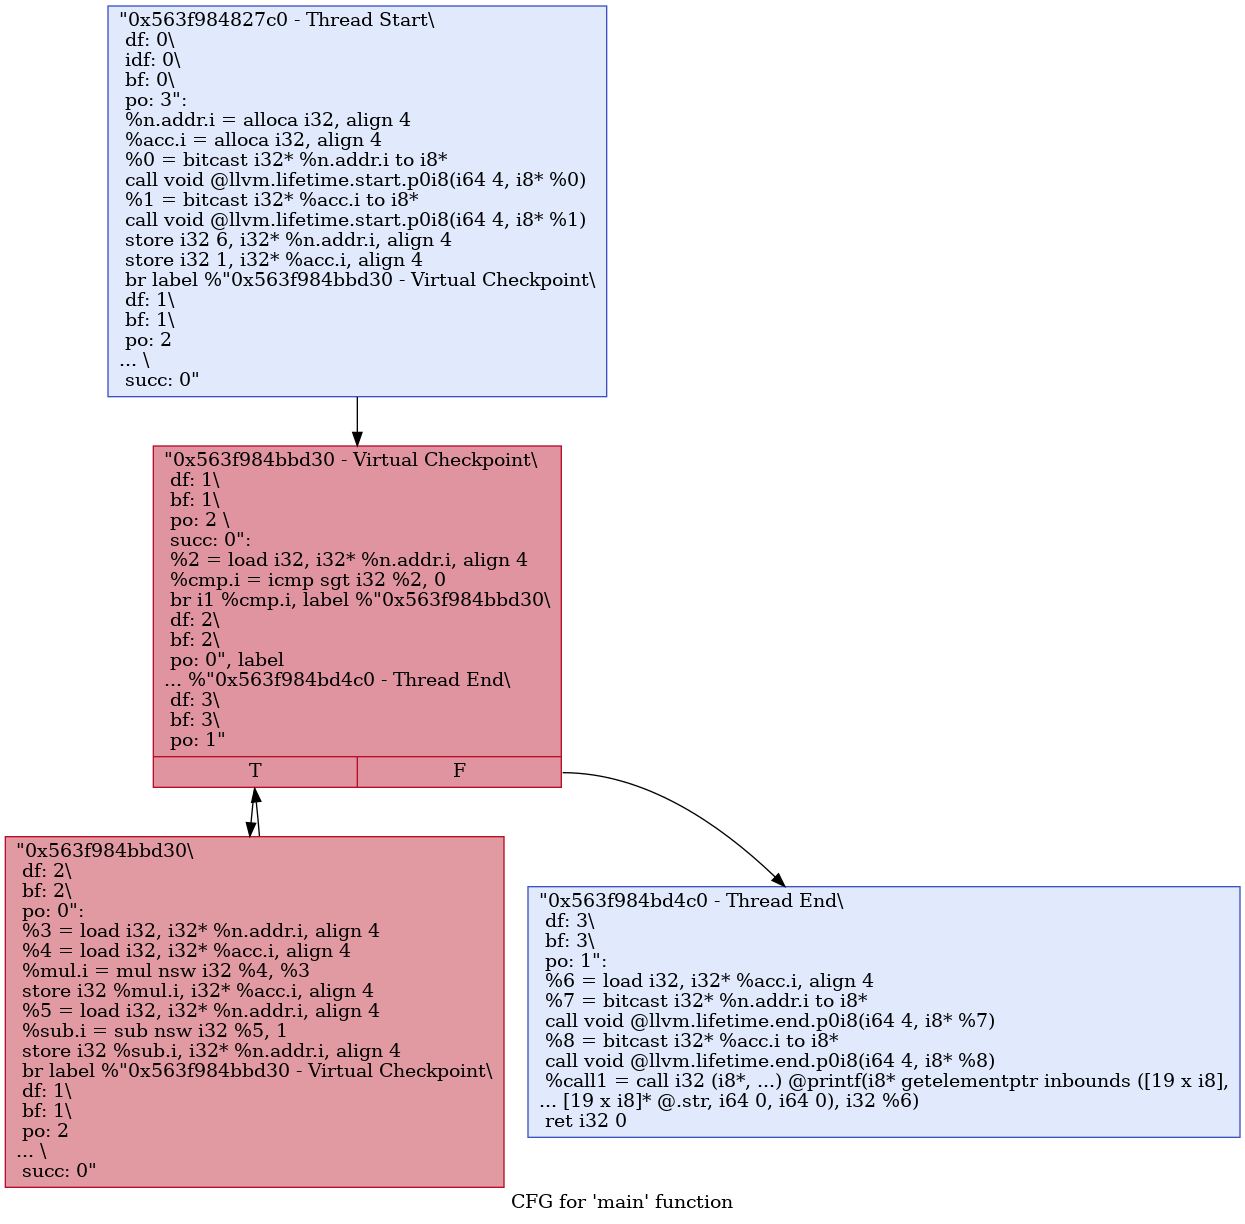 "0x563f984827c0 - Thread Start\
df: 0\
idf: 0\
bf: 0\
po: 3":
%n.addr.i = alloca i32, align 4
%acc.i = alloca i32, align 4
%0 = bitcast i32* %n.addr.i to i8*
call void @llvm.lifetime.start.p0i8(i64 4, i8* %0)
%1 = bitcast i32* %acc.i to i8*
call void @llvm.lifetime.start.p0i8(i64 4, i8* %1)
store i32 6, i32* %n.addr.i, align 4
store i32 1, i32* %acc.i, align 4
br label %"0x563f984bbd30 - Virtual Checkpoint\
df: 1\
bf: 1\
po: 2
... \
succ: 0"
"0x563f984bbd30 - Virtual Checkpoint\
df: 1\
bf: 1\
po: 2 \
succ: 0":
%2 = load i32, i32* %n.addr.i, align 4
%cmp.i = icmp sgt i32 %2, 0
br i1 %cmp.i, label %"0x563f984bbd30\
df: 2\
bf: 2\
po: 0", label
... %"0x563f984bd4c0 - Thread End\
df: 3\
bf: 3\
po: 1"
T
F
"0x563f984bbd30\
df: 2\
bf: 2\
po: 0":
%3 = load i32, i32* %n.addr.i, align 4
%4 = load i32, i32* %acc.i, align 4
%mul.i = mul nsw i32 %4, %3
store i32 %mul.i, i32* %acc.i, align 4
%5 = load i32, i32* %n.addr.i, align 4
%sub.i = sub nsw i32 %5, 1
store i32 %sub.i, i32* %n.addr.i, align 4
br label %"0x563f984bbd30 - Virtual Checkpoint\
df: 1\
bf: 1\
po: 2
... \
succ: 0"
"0x563f984bd4c0 - Thread End\
df: 3\
bf: 3\
po: 1":
%6 = load i32, i32* %acc.i, align 4
%7 = bitcast i32* %n.addr.i to i8*
call void @llvm.lifetime.end.p0i8(i64 4, i8* %7)
%8 = bitcast i32* %acc.i to i8*
call void @llvm.lifetime.end.p0i8(i64 4, i8* %8)
%call1 = call i32 (i8*, ...) @printf(i8* getelementptr inbounds ([19 x i8],
... [19 x i8]* @.str, i64 0, i64 0), i32 %6)
ret i32 0
CFG for 'main' function